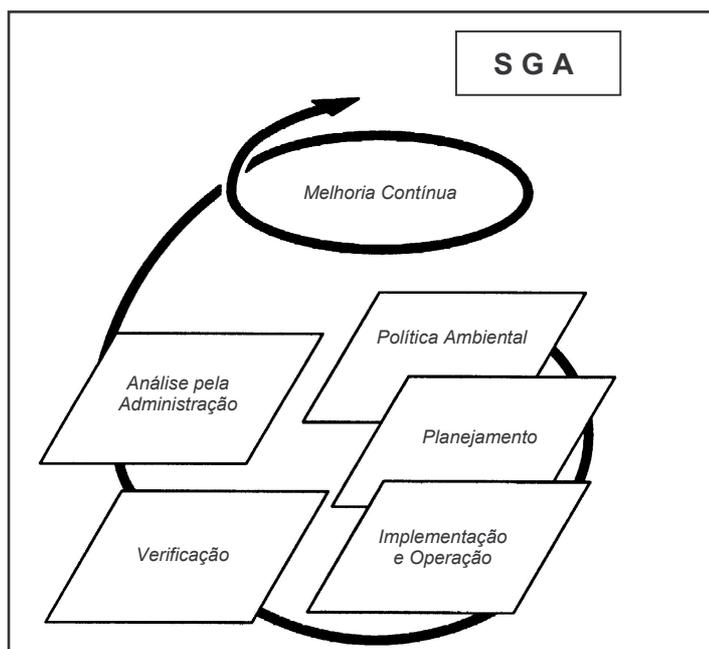 S G A
Melhoria Contínua
Política Ambiental
Análise pela
Administração
Planejamento
Verificação
Implementação
e Operação